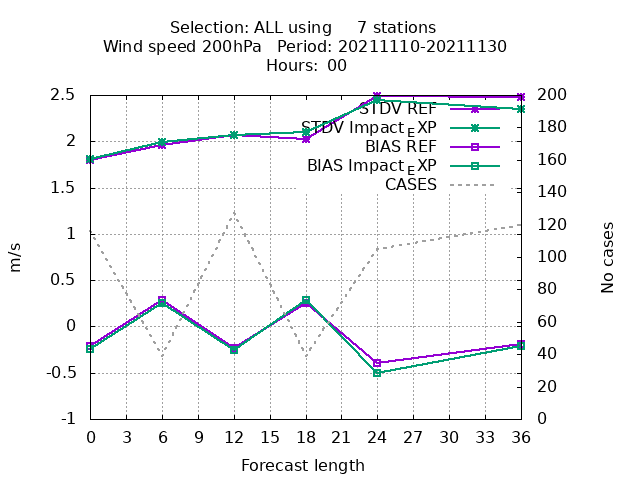 Selection: ALL using     7 stations
Wind speed 200hPa   Period: 20211110-20211130
Hours:  00
2.5
2
1.5
1
0.5
0
-0.5
-1
200
180
160
140
120
100
80
60
40
20
0
STDV REF
STDV Impact_EXP
BIAS REF
BIAS Impact_EXP
CASES
m/s
No cases
0 3 6 9 12 15 18 21 24 27 30 33 36
Forecast length